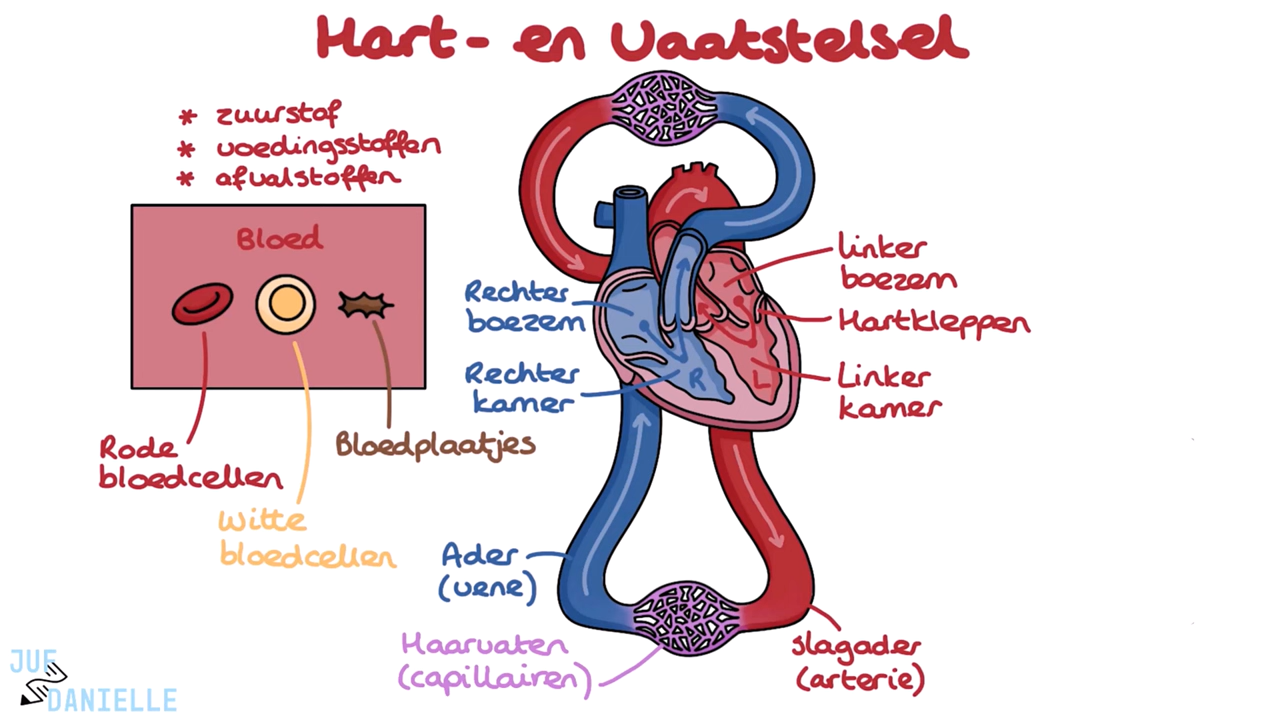 Hart- en Vaatstelsel
* zuurstof
* voedingsstoffen
* afvalstoffen
Bloed
Rode
bloedcellen
Witte
bloedcellen
Bloedplaatjes
Rechter
boezem
Rechter
kamer
linker
boezem
Hartkleppen
Linker
kamer
R
L
Ader
(vene)
Haarvaten
(capillairen)
slagader
(arterie)
JUF
DANIELLE